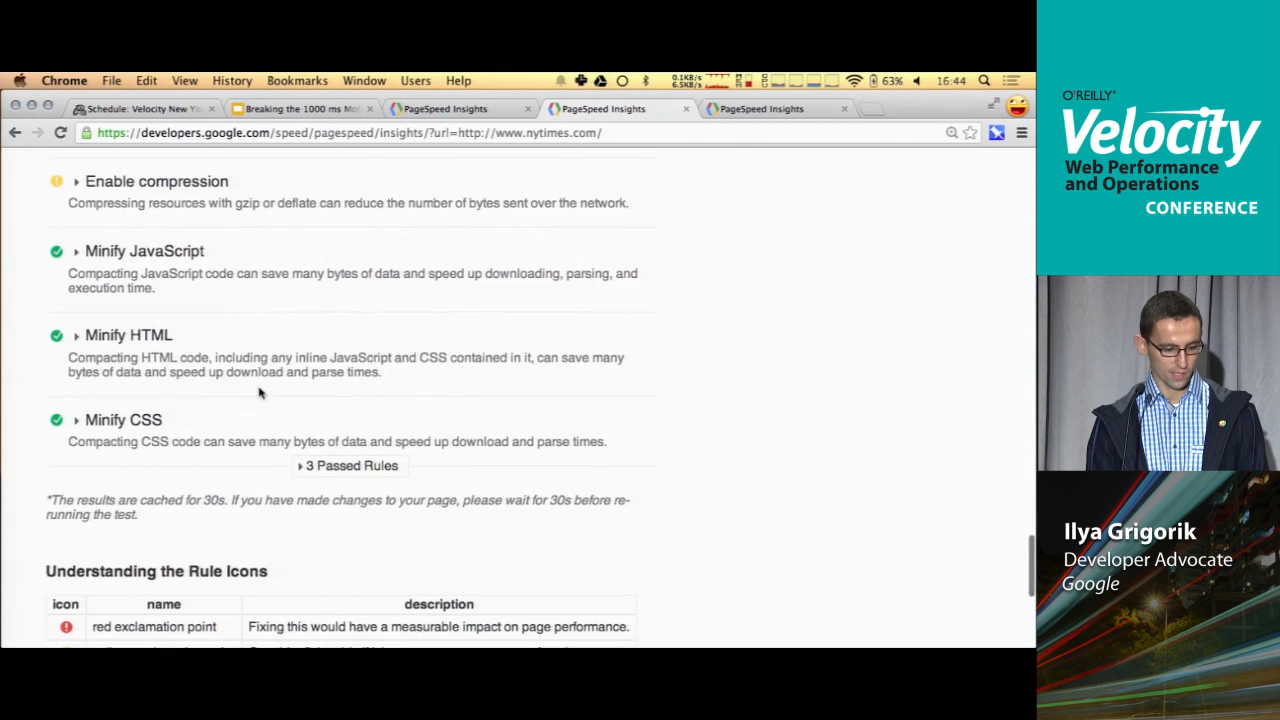 Chrome File Edit View History Bookmarks Window Users Help
0.1KB/s
6.5KB/s
63% 16:44
Schedule: Velocity New Yo
Breaking the 1000 ms Mo
PageSpeed Insights
PageSpeed Insights
PageSpeed Insights
https://developers.google.com/speed/pagespeed/insights/?url=http://www.nytimes.com/
Enable compression
Compressing resources with gzip or deflate can reduce the number of bytes sent over the network.
Minify JavaScript
Compacting JavaScript code can save many bytes of data and speed up downloading, parsing, and
execution time.
Minify HTML
Compacting HTML code, including any inline JavaScript and CSS contained in it, can save many
bytes of data and speed up download and parse times.
Minify CSS
Compacting CSS code can save many bytes of data and speed up download and parse times.
3 Passed Rules
*The results are cached for 30s. If you have made changes to your page, please wait for 30s before re-
running the test.
Understanding the Rule Icons
icon name description
red exclamation point Fixing this would have a measurable impact on page performance.
O'REILLY®
Velocity
Web Performance
and Operations
CONFERENCE
Ilya Grigorik
Developer Advocate
Google